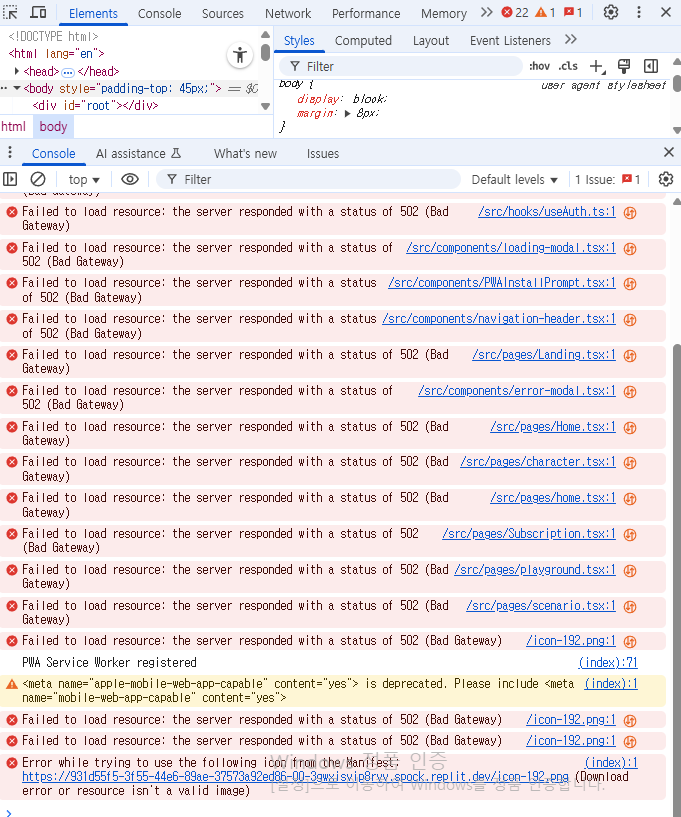 Elements Console Sources Network Performance Memory 22 1 1
<!DOCTYPE html>
<html lang="en">
<head> </head>
<body style="padding-top: 45px;"> == $0
<div id="root"></div>
html body
Styles Computed Layout Event Listeners
Filter :hov .cls
body { user agent stylesheet
display: block;
margin: 8px;
}
Console AI assistance What's new Issues
top Filter Default levels 1 Issue: 1
(Bad Gateway)
Failed to load resource: the server responded with a status of 502 (Bad /src/hooks/useAuth.ts:1
Gateway)
Failed to load resource: the server responded with a status of /src/components/loading-modal.tsx:1
502 (Bad Gateway)
Failed to load resource: the server responded with a status /src/components/PWAInstallPrompt.tsx:1
of 502 (Bad Gateway)
Failed to load resource: the server responded with a status /src/components/navigation-header.tsx:1
of 502 (Bad Gateway)
Failed to load resource: the server responded with a status of 502 (Bad /src/pages/Landing.tsx:1
Gateway)
Failed to load resource: the server responded with a status of /src/components/error-modal.tsx:1
502 (Bad Gateway)
Failed to load resource: the server responded with a status of 502 (Bad /src/pages/Home.tsx:1
Gateway)
Failed to load resource: the server responded with a status of 502 (Bad /src/pages/character.tsx:1
Gateway)
Failed to load resource: the server responded with a status of 502 (Bad /src/pages/home.tsx:1
Gateway)
Failed to load resource: the server responded with a status of 502 /src/pages/Subscription.tsx:1
(Bad Gateway)
Failed to load resource: the server responded with a status of 502 (Bad /src/pages/playground.tsx:1
Gateway)
Failed to load resource: the server responded with a status of 502 (Bad /src/pages/scenario.tsx:1
Gateway)
Failed to load resource: the server responded with a status of 502 (Bad Gateway) /icon-192.png:1
PWA Service Worker registered (index):71
<meta name="apple-mobile-web-app-capable" content="yes"> is deprecated. Please include <meta (index):1
name="mobile-web-app-capable" content="yes">
Failed to load resource: the server responded with a status of 502 (Bad Gateway) /icon-192.png:1
Failed to load resource: the server responded with a status of 502 (Bad Gateway) /icon-192.png:1
Error while trying to use the following icon from the Manifest: (index):1
https://931d55f5-3f55-44e6-89ae-37573a92ed86-00-3gwxisvip8rvv.spock.replit.dev/icon-192.png (Download
error or resource isn't a valid image)
Windows 정품 인증
[설정]으로 이동하여 Windows를 정품 인증합니다.